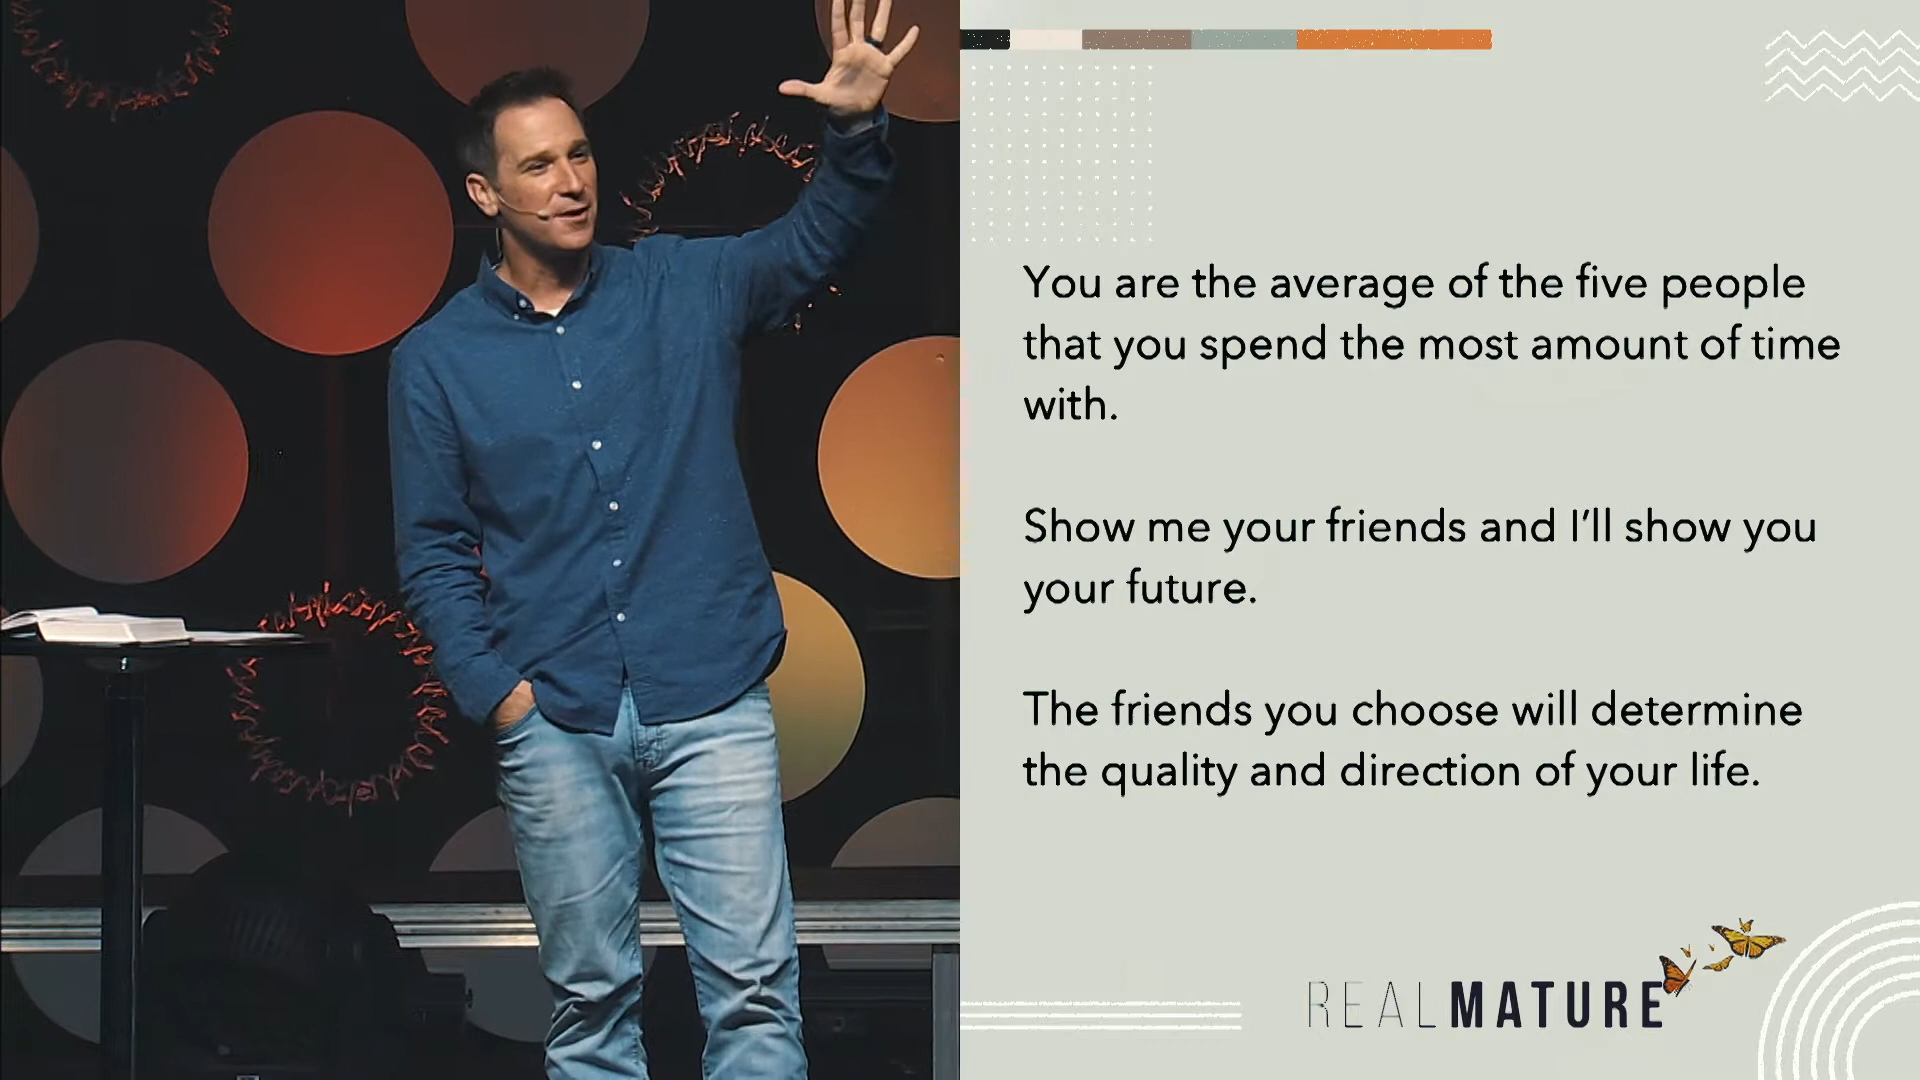 You are the average of the five people
that you spend the most amount of time
with.
Show me your friends and I'll show you
your future.
The friends you choose will determine
the quality and direction of your life.
REALMATURE